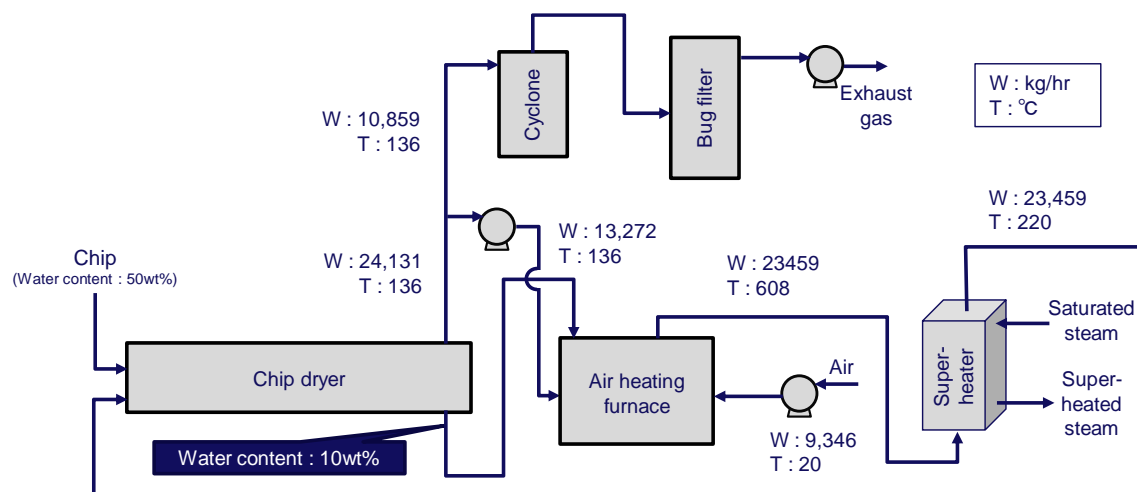 Cyclone
Bug filter
Exhaust
gas
W : kg/hr
T : ℃
W : 10,859
T : 136
W : 23,459
T : 220
W : 13,272
T : 136
Chip
(Water content : 50wt%)
W : 24,131
T : 136
W : 23459
T : 608
Saturated
steam
Chip dryer
Air heating
furnace
Air
Super-
heater
Super-
heated
steam
Water content : 10wt%
W : 9,346
T : 20